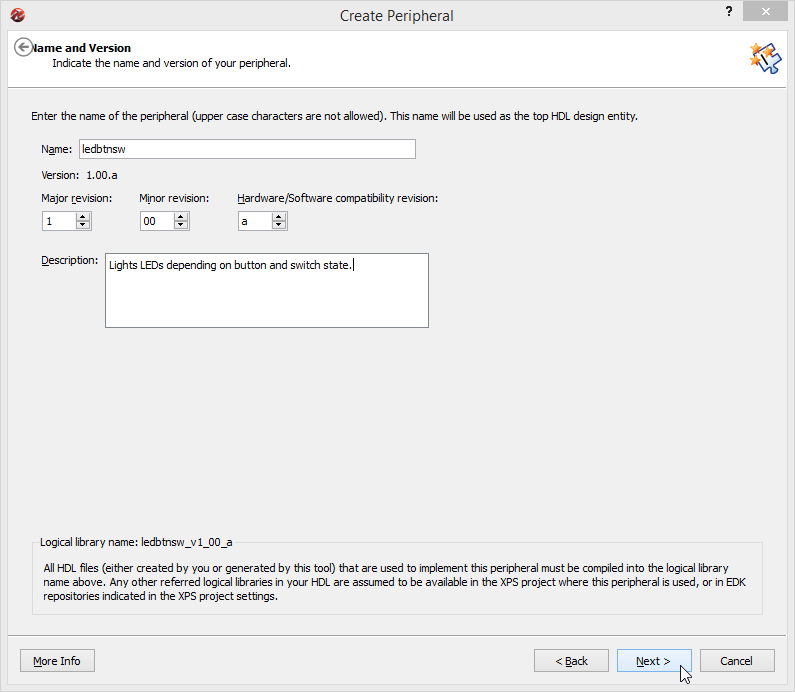 Create Peripheral
?
Name and Version
Indicate the name and version of your peripheral.
Enter the name of the peripheral (upper case characters are not allowed). This name will be used as the top HDL design entity.
Name: ledbtnsw
Version: 1.00.a
Major revision: Minor revision: Hardware/Software compatibility revision:
1 00 a
Description: Lights LEDs depending on button and switch state.
Logical library name: ledbtnsw_v1_00_a
All HDL files (either created by you or generated by this tool) that are used to implement this peripheral must be compiled into the logical library
name above. Any other referred logical libraries in your HDL are assumed to be available in the XPS project where this peripheral is used, or in EDK
repositories indicated in the XPS project settings.
More Info < Back Next > Cancel